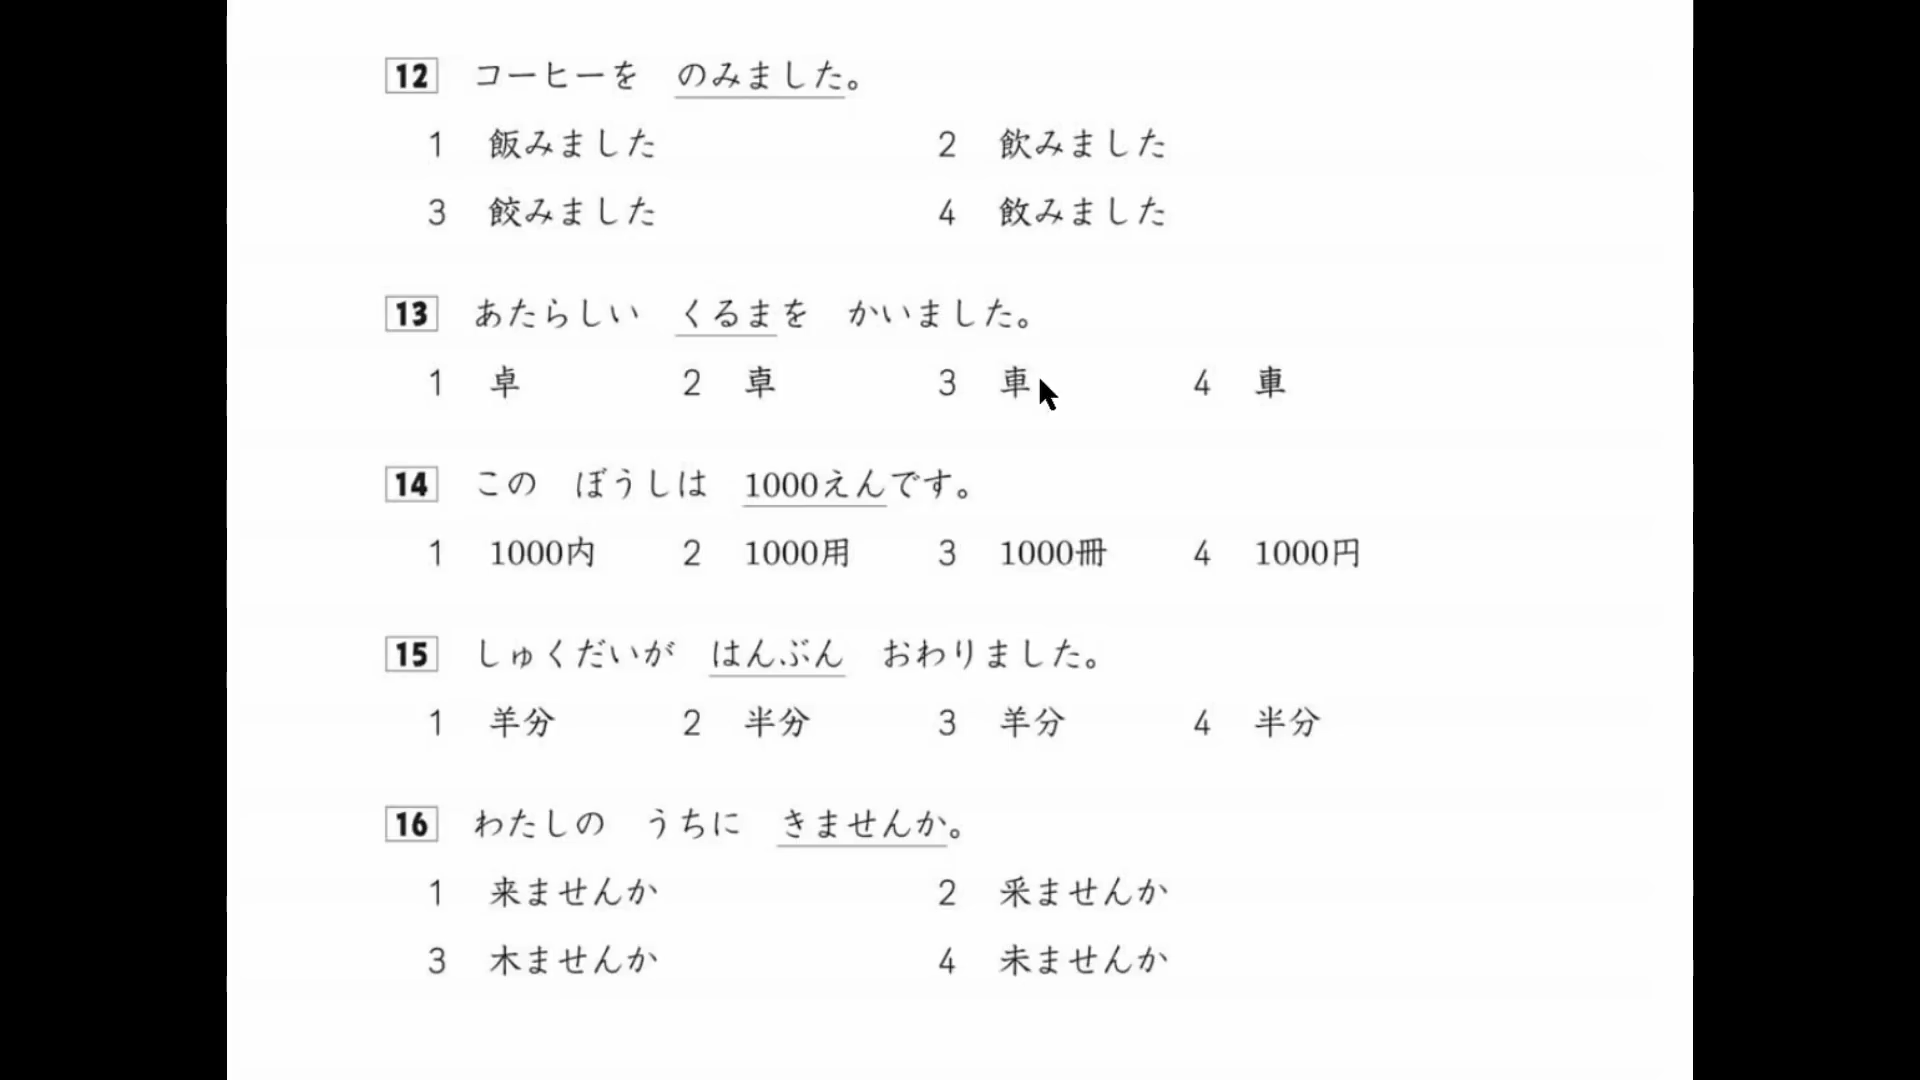 12 コーヒーを のみました。
1 飯みました 2 飲みました
3 餃みました 4 飮みました
13 あたらしい くるまを かいました。
1 卓 2 3 車 4
14 この ぼうしは 1000えんです。
1 1000内 2 1000用 3 1000冊 4 1000円
15 しゅくだいが はんぶん おわりました。
1 羊分 2 半分 3 羊分 4 半分
16 わたしの うちに きませんか。
1 来ませんか 2 采ませんか
3 木ませんか 4 未ませんか